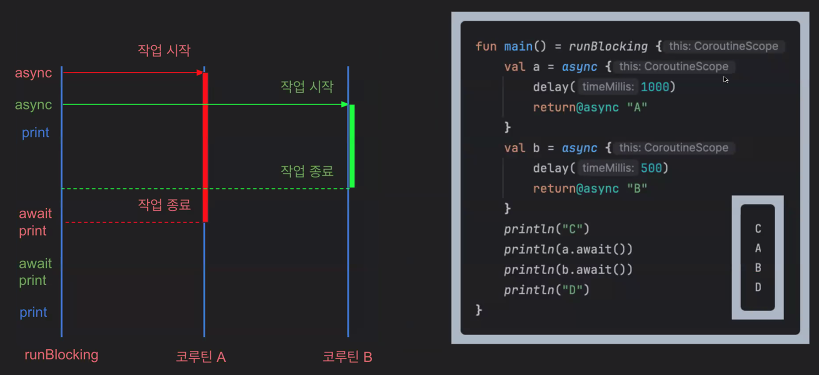 작업 시작
async
작업 시작
async
print
작업 종료
작업 종료
await
print
await
print
print
runBlocking
코루틴 A
코루틴 B
fun main() = runBlocking { this: CoroutineScope
val a = async { this: CoroutineScope
delay( timeMillis: 1000)
return@async "A"
}
val b = async { this: CoroutineScope
delay( timeMillis: 500)
return@async "B"
}
println("C")
println(a.await())
println(b.await())
println("D")
}
C
A
B
D